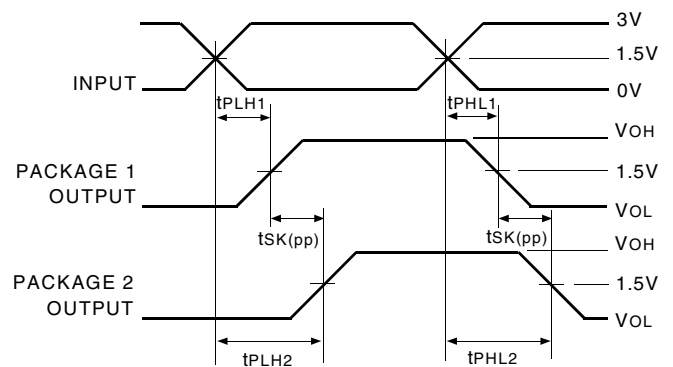 3V
1.5V
INPUT
0V
tPLH1
tPHL1
VOH
PACKAGE 1
OUTPUT
1.5V
VOL
tSK(pp)
tSK(pp)
VOH
PACKAGE 2
OUTPUT
1.5V
VOL
tPLH2
tPHL2